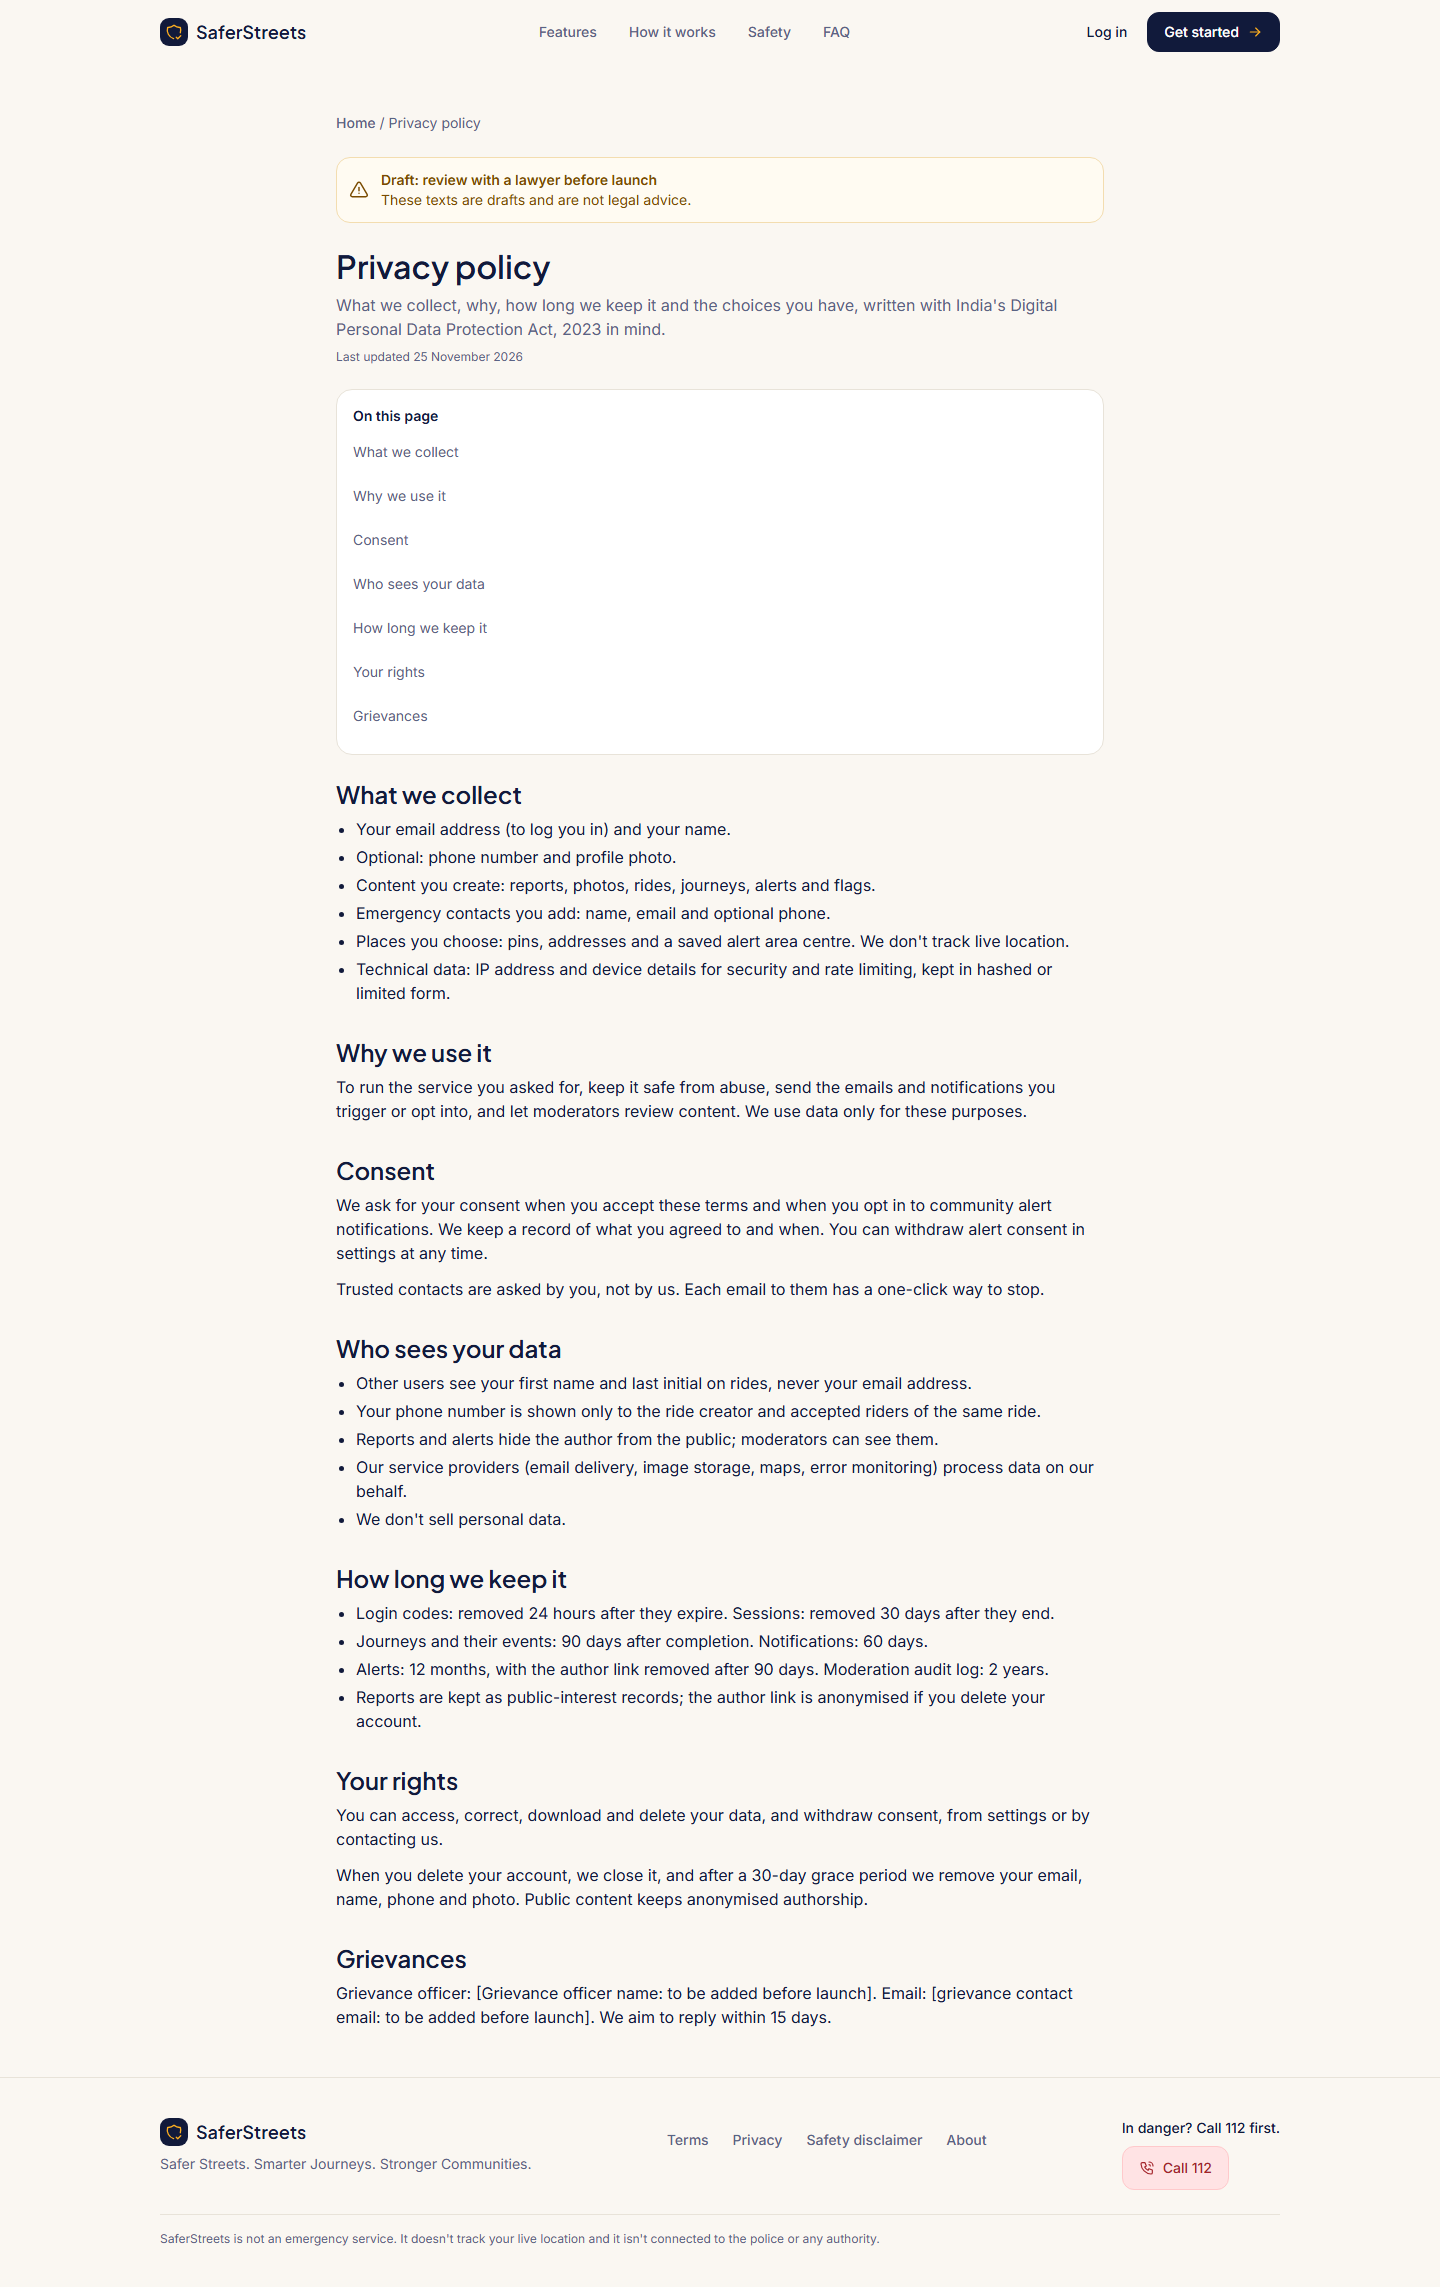 SaferStreets
Features
How it works
Safety
FAQ
Log in
Get started
Home / Privacy policy
Draft: review with a lawyer before launch
These texts are drafts and are not legal advice.
Privacy policy
What we collect, why, how long we keep it and the choices you have, written with India's Digital
Personal Data Protection Act, 2023 in mind.
Last updated 25 November 2026
On this page
What we collect
Why we use it
Consent
Who sees your data
How long we keep it
Your rights
Grievances
What we collect
• Your email address (to log you in) and your name.
• Optional: phone number and profile photo.
• Content you create: reports, photos, rides, journeys, alerts and flags.
• Emergency contacts you add: name, email and optional phone.
• Places you choose: pins, addresses and a saved alert area centre. We don't track live location.
• Technical data: IP address and device details for security and rate limiting, kept in hashed or
limited form.
Why we use it
To run the service you asked for, keep it safe from abuse, send the emails and notifications you
trigger or opt into, and let moderators review content. We use data only for these purposes.
Consent
We ask for your consent when you accept these terms and when you opt in to community alert
notifications. We keep a record of what you agreed to and when. You can withdraw alert consent in
settings at any time.
Trusted contacts are asked by you, not by us. Each email to them has a one-click way to stop.
Who sees your data
• Other users see your first name and last initial on rides, never your email address.
• Your phone number is shown only to the ride creator and accepted riders of the same ride.
• Reports and alerts hide the author from the public; moderators can see them.
• Our service providers (email delivery, image storage, maps, error monitoring) process data on our
behalf.
• We don't sell personal data.
How long we keep it
• Login codes: removed 24 hours after they expire. Sessions: removed 30 days after they end.
• Journeys and their events: 90 days after completion. Notifications: 60 days.
• Alerts: 12 months, with the author link removed after 90 days. Moderation audit log: 2 years.
• Reports are kept as public-interest records; the author link is anonymised if you delete your
account.
Your rights
You can access, correct, download and delete your data, and withdraw consent, from settings or by
contacting us.
When you delete your account, we close it, and after a 30-day grace period we remove your email,
name, phone and photo. Public content keeps anonymised authorship.
Grievances
Grievance officer: [Grievance officer name: to be added before launch]. Email: [grievance contact
email: to be added before launch]. We aim to reply within 15 days.
SaferStreets
Safer Streets. Smarter Journeys. Stronger Communities.
Terms
Privacy
Safety disclaimer
About
In danger? Call 112 first.
Call 112
SaferStreets is not an emergency service. It doesn't track your live location and it isn't connected to the police or any authority.